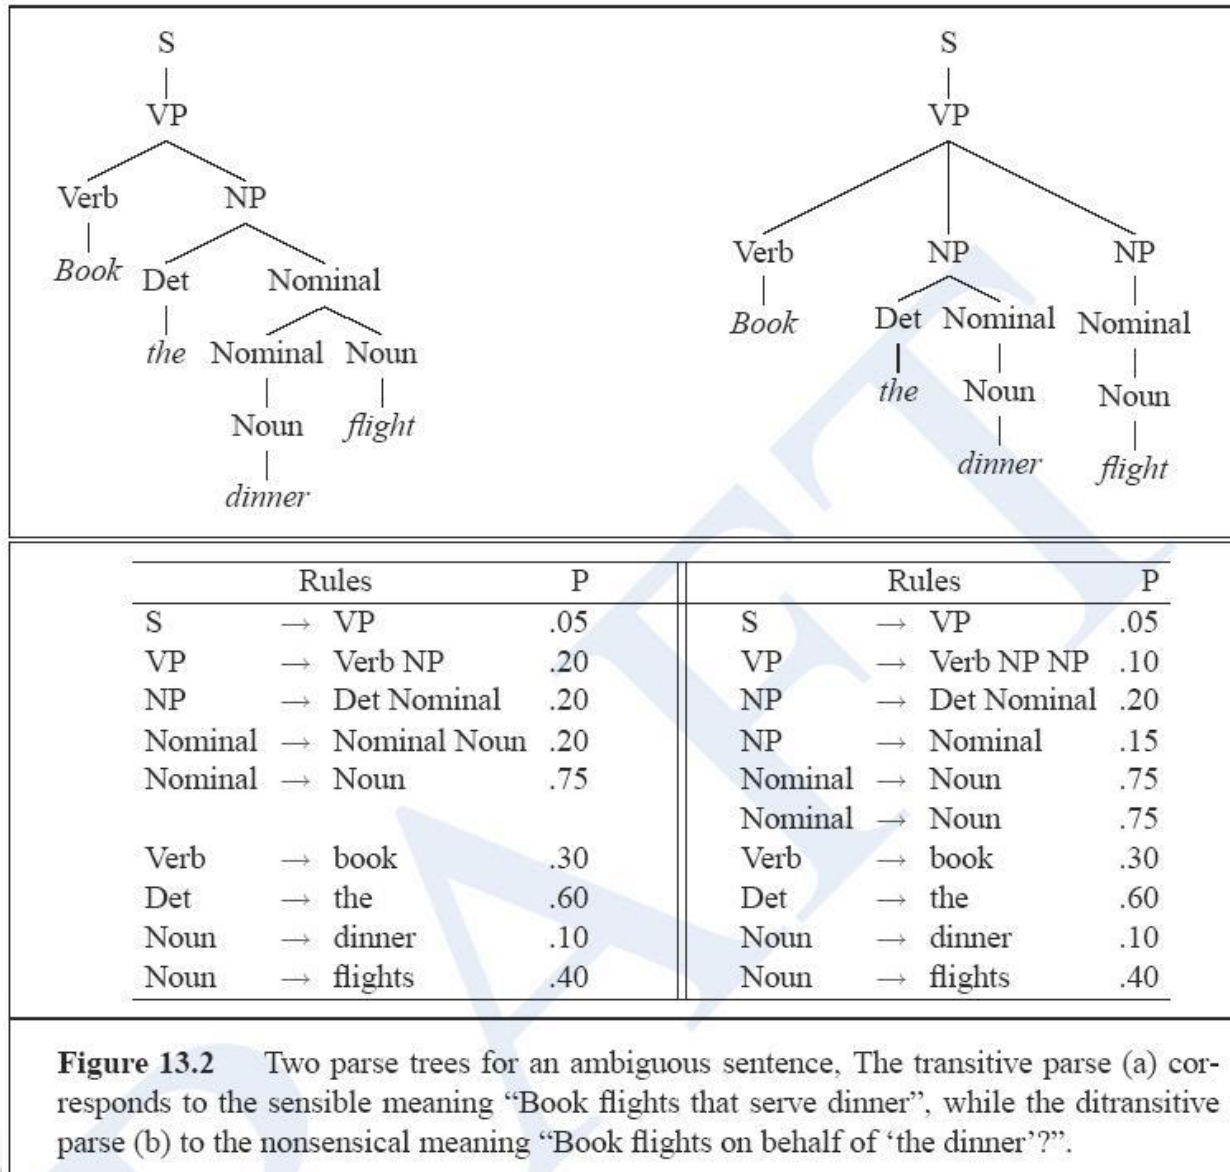 S
VP
Verb NP
Book Det Nominal
the Nominal Noun
Noun flight
dinner
S
VP
Verb NP NP
Book Det Nominal Nominal
the Noun Noun
dinner flight
Rules P
S → VP .05
VP → Verb NP .20
NP → Det Nominal .20
Nominal → Nominal Noun .20
Nominal → Noun .75
Verb → book .30
Det → the .60
Noun → dinner .10
Noun → flights .40
Rules P
S → VP .05
VP → Verb NP NP .10
NP → Det Nominal .20
NP → Nominal .15
Nominal → Noun .75
Nominal → Noun .75
Verb → book .30
Det → the .60
Noun → dinner .10
Noun → flights .40
Figure 13.2 Two parse trees for an ambiguous sentence, The transitive parse (a) cor-
responds to the sensible meaning “Book flights that serve dinner”, while the ditransitive
parse (b) to the nonsensical meaning “Book flights on behalf of ‘the dinner’?”.